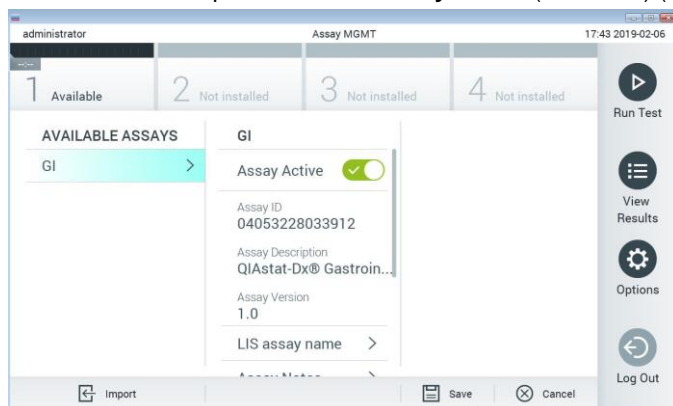 administrator Assay MGMT 17:43 2019-02-06
--:--
1 Available 2 Not installed 3 Not installed 4 Not installed
Run Test
AVAILABLE ASSAYS
GI
GI
Assay Active
Assay ID
04053228033912
Assay Description
QIAstat-Dx® Gastroin...
Assay Version
1.0
LIS assay name
View
Results
Options
Log Out
Import
Save
Cancel